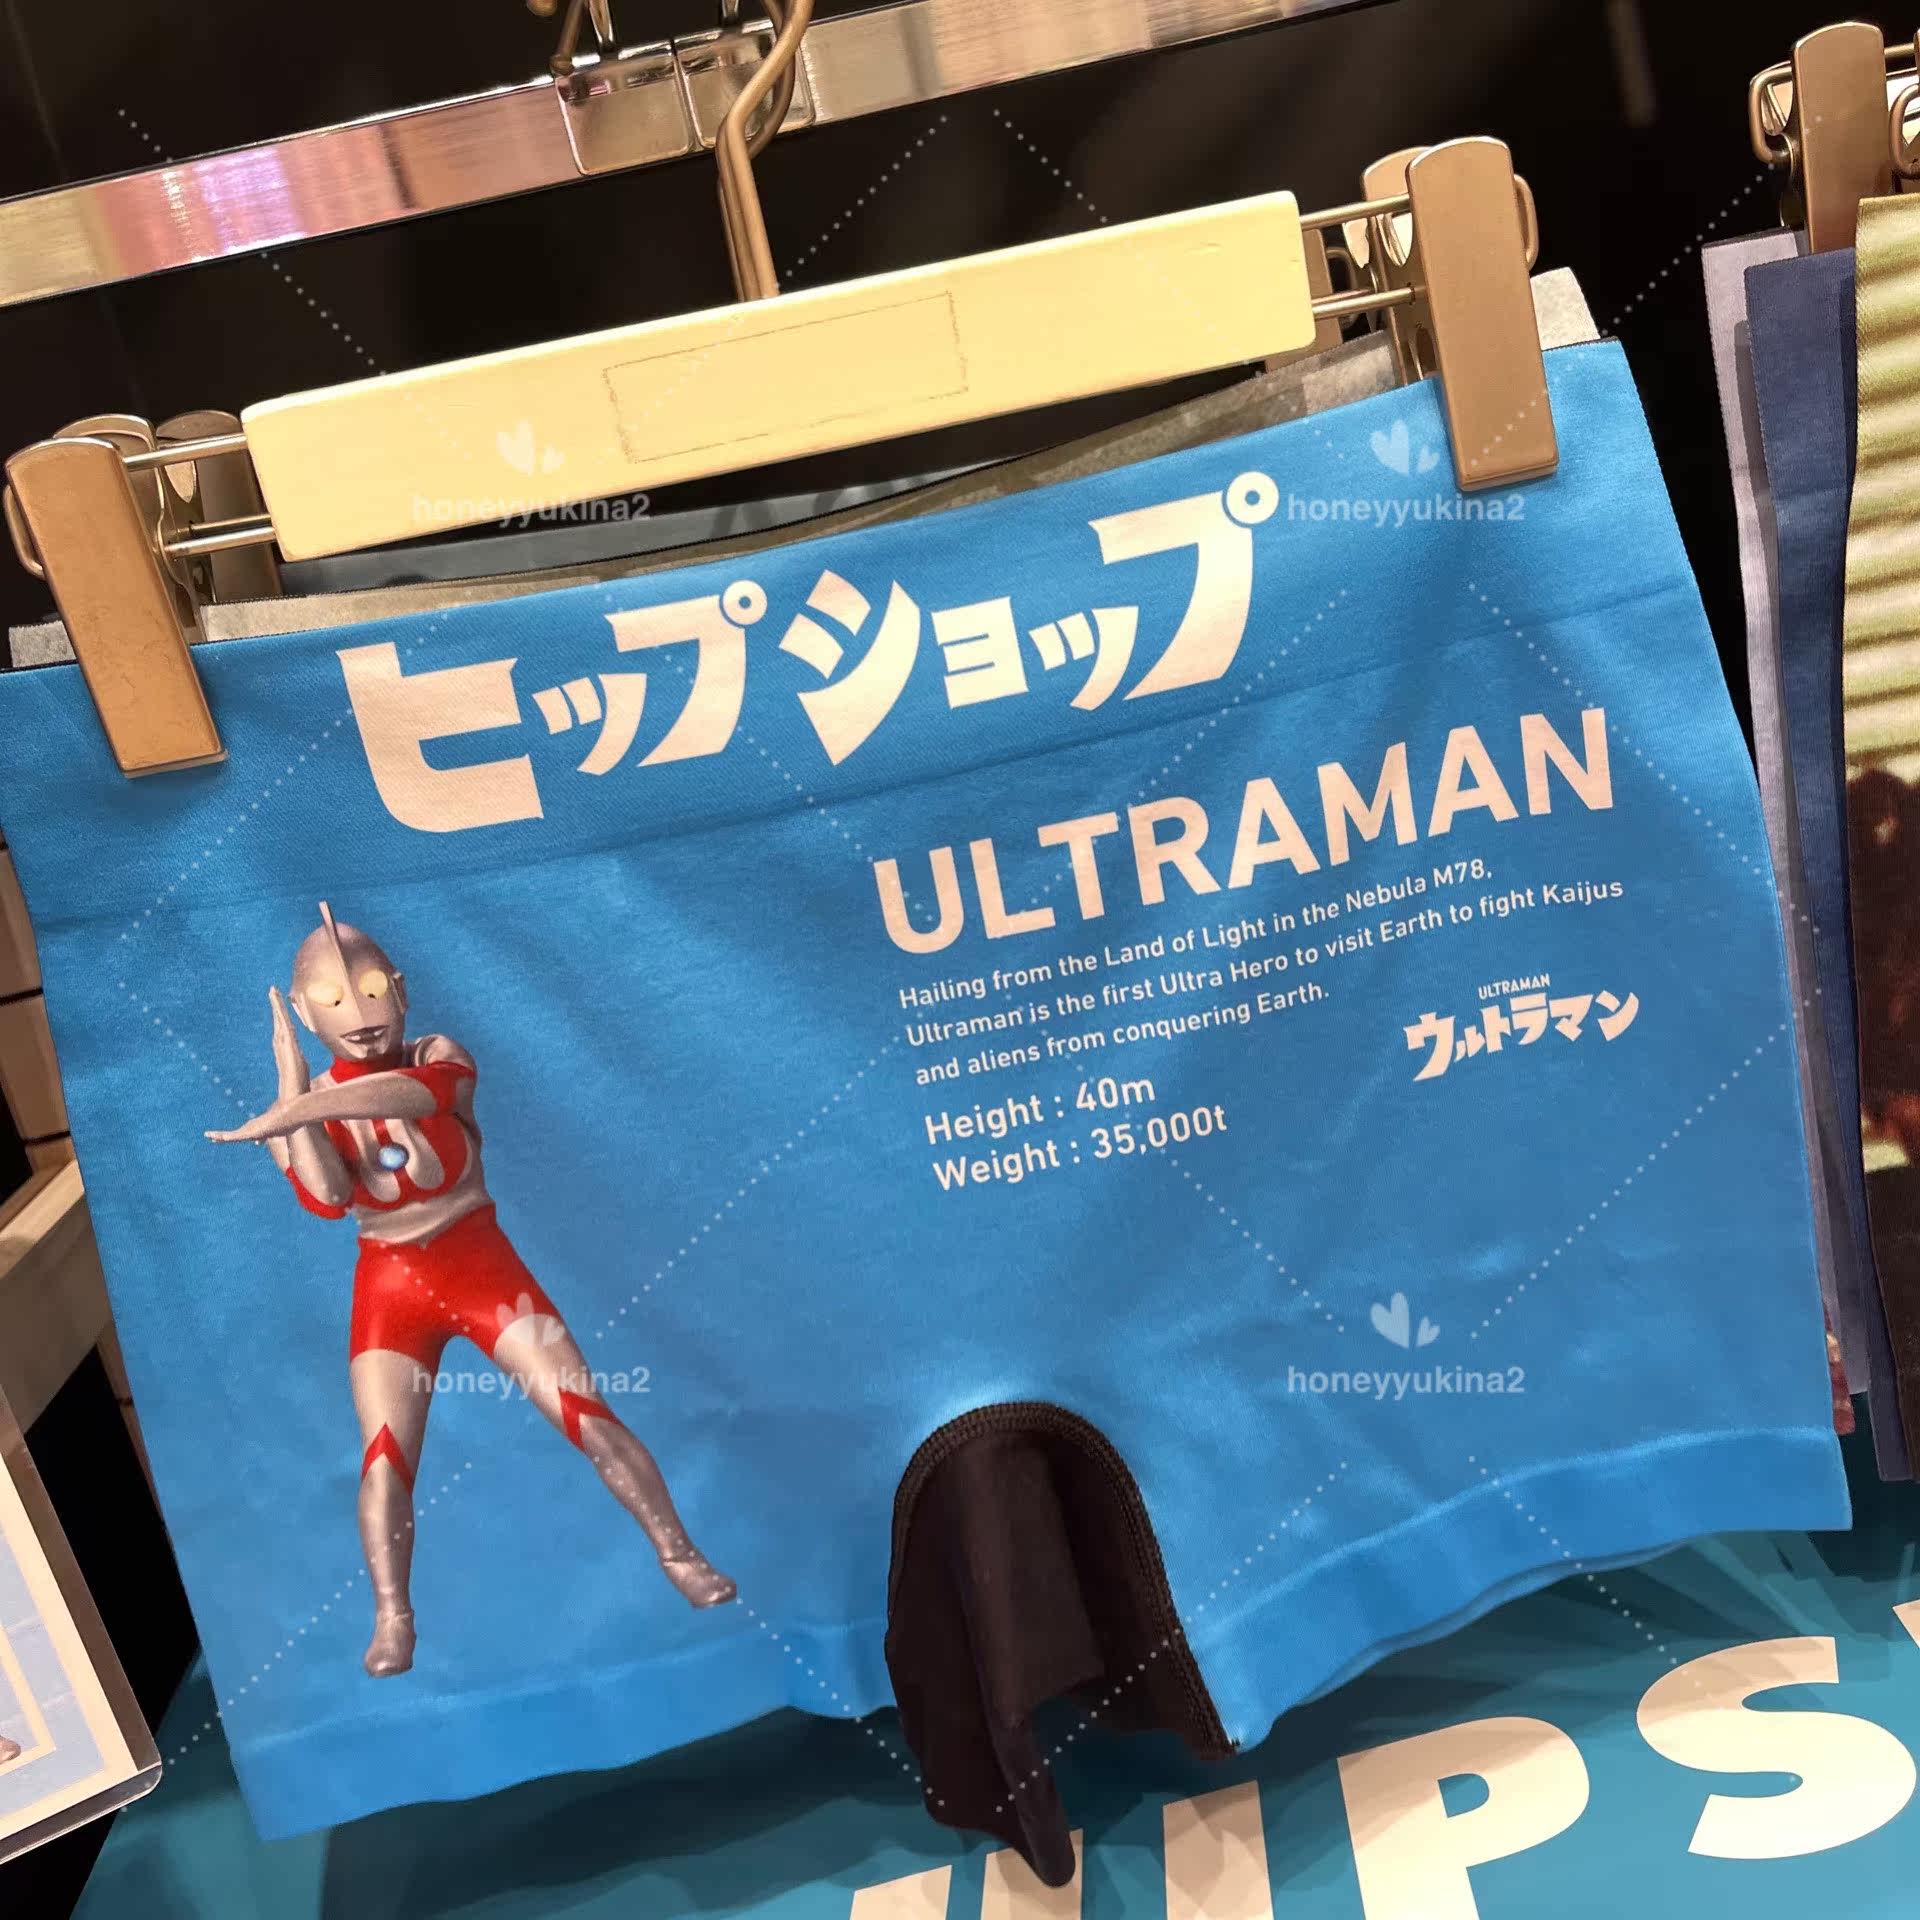 ヒップショップ
ULTRAMAN
Hailing from the Land of Light in the Nebula M78,
Ultraman is the first Ultra Hero to visit Earth to fight Kaijus
and aliens from conquering Earth.
ULTRAMAN
ウルトラマン
Height : 40m
Weight : 35,000t
honeyyukina2
honeyyukina2
honeyyukina2
honeyyukina2